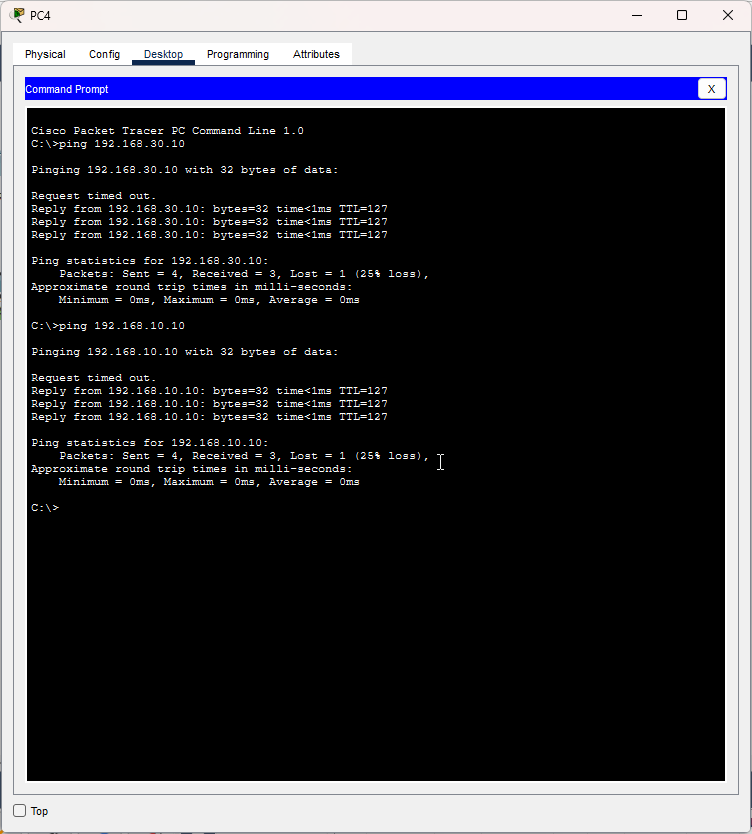 PC4
Physical Config Desktop Programming Attributes
Command Prompt
X
Cisco Packet Tracer PC Command Line 1.0
C:\>ping 192.168.30.10
Pinging 192.168.30.10 with 32 bytes of data:
Request timed out.
Reply from 192.168.30.10: bytes=32 time<1ms TTL=127
Reply from 192.168.30.10: bytes=32 time<1ms TTL=127
Reply from 192.168.30.10: bytes=32 time<1ms TTL=127
Ping statistics for 192.168.30.10:
Packets: Sent = 4, Received = 3, Lost = 1 (25% loss),
Approximate round trip times in milli-seconds:
Minimum = 0ms, Maximum = 0ms, Average = 0ms
C:\>ping 192.168.10.10
Pinging 192.168.10.10 with 32 bytes of data:
Request timed out.
Reply from 192.168.10.10: bytes=32 time<1ms TTL=127
Reply from 192.168.10.10: bytes=32 time<1ms TTL=127
Reply from 192.168.10.10: bytes=32 time<1ms TTL=127
Ping statistics for 192.168.10.10:
Packets: Sent = 4, Received = 3, Lost = 1 (25% loss),
Approximate round trip times in milli-seconds:
Minimum = 0ms, Maximum = 0ms, Average = 0ms
C:\>
Top